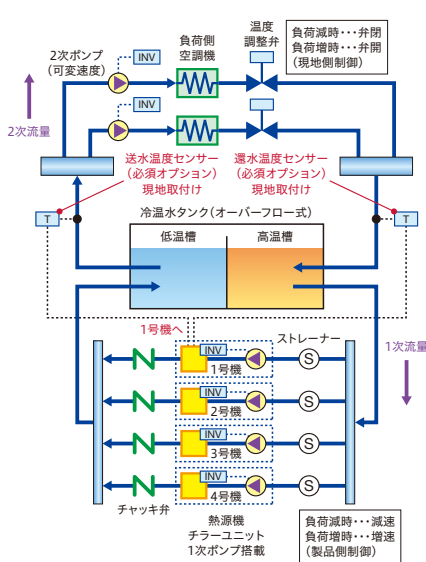 2次ポンプ
(可変速度)
INV
負荷側
空調機
温度
調整弁
負荷減時･･･弁閉
負荷増時･･･弁開
(現地側制御)
INV
2次流量
送水温度センサー
(必須オプション)
現地取付け
還水温度センサー
(必須オプション)
現地取付け
T
T
冷温水タンク(オーバーフロー式)
低温槽
高温槽
1号機へ
ストレーナー
1次流量
INV
S
1号機
INV
S
2号機
INV
S
3号機
INV
S
4号機
チャッキ弁
熱源機
チラーユニット
1次ポンプ搭載
負荷減時･･･減速
負荷増時･･･増速
(製品側制御)